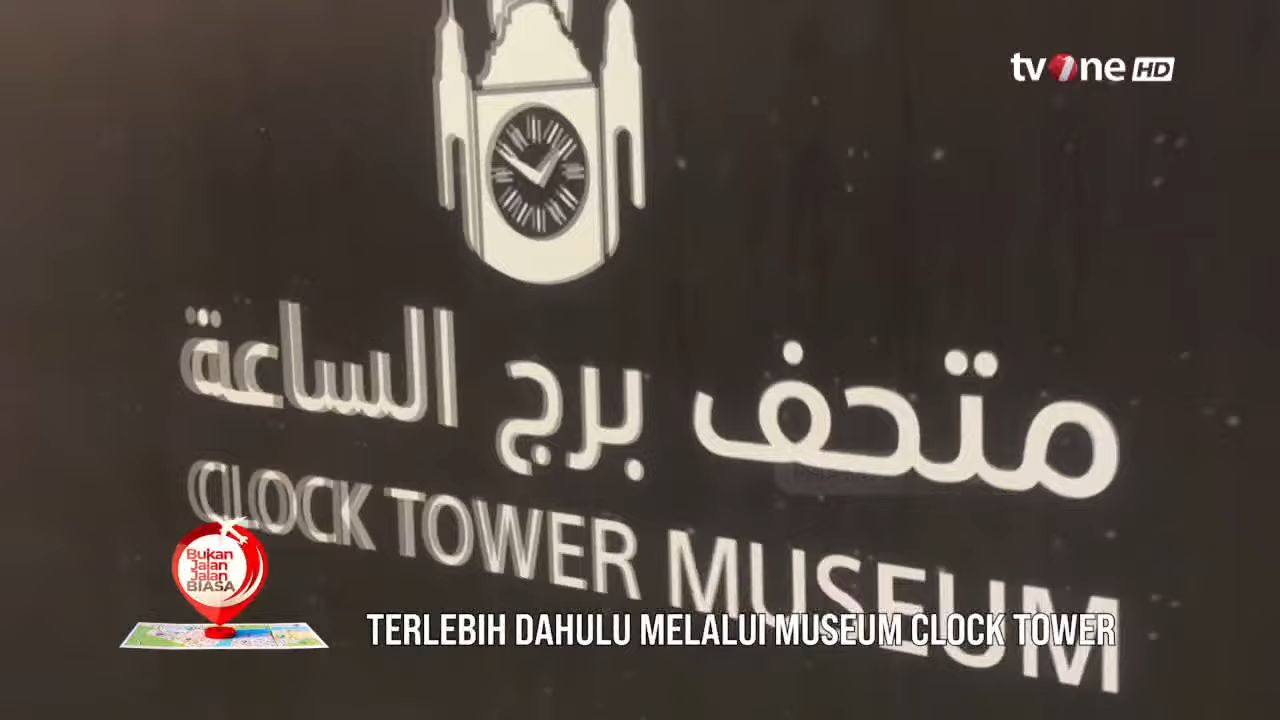 tvOne HD
متحف برج الساعة
CLOCK TOWER MUSEUM
Bukan
Jalan
Jalan
BIASA
TERLEBIH DAHULU MELALUI MUSEUM CLOCK TOWER